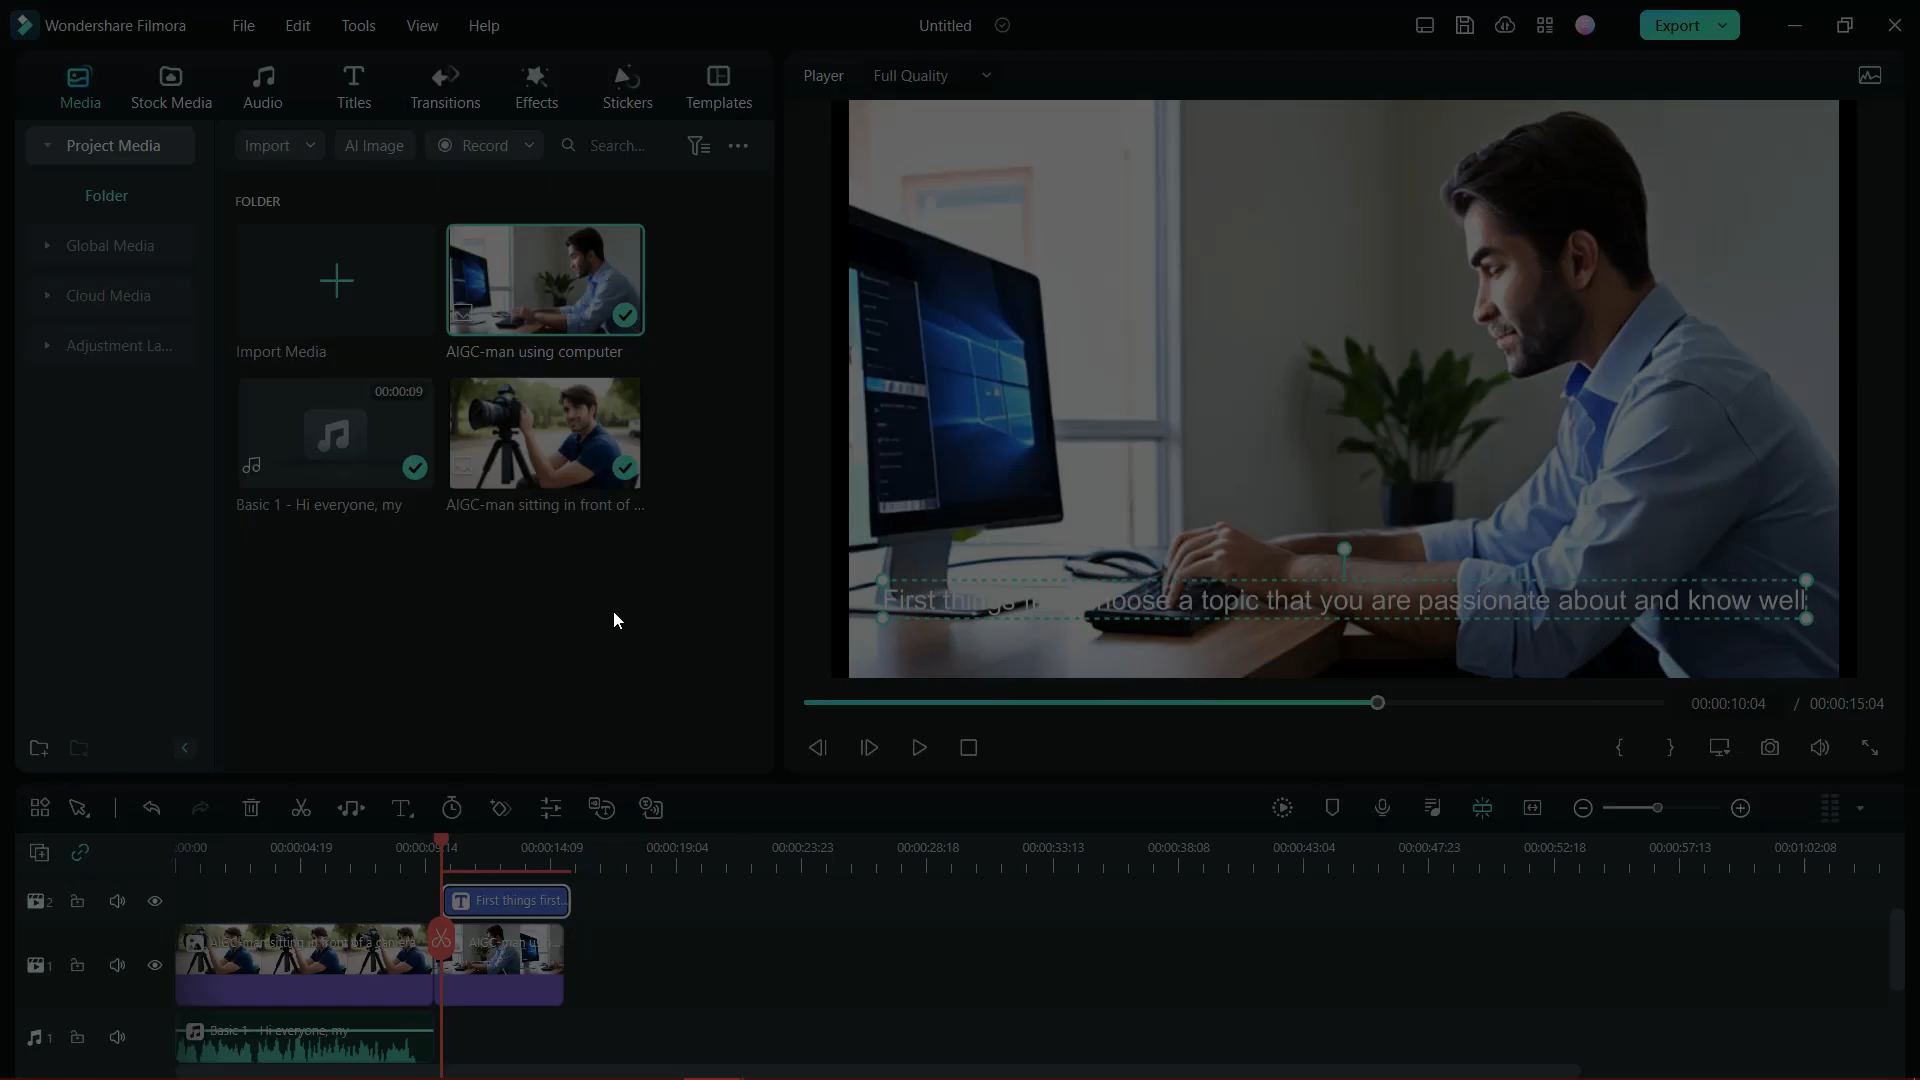 Wondershare Filmora
File
Edit
Tools
View
Help
Untitled
Export
Media
Stock Media
Audio
Titles
Transitions
Effects
Stickers
Templates
Player
Full Quality
Project Media
Import
AI Image
Record
Search...
Folder
FOLDER
Global Media
Cloud Media
Adjustment La...
Import Media
AIGC-man using computer
00:00:09
Basic 1 - Hi everyone, my
AIGC-man sitting in front of ...
First things choose a topic that you are passionate about and know well
00:00:10:04 / 00:00:15:04
:00:00
00:00:04:19
00:00:09:14
00:00:14:09
00:00:19:04
00:00:23:23
00:00:28:18
00:00:33:13
00:00:38:08
00:00:43:04
00:00:47:23
00:00:52:18
00:00:57:13
00:01:02:08
2
First things first...
AIGC-man sitting in front of a camera
AIGC-man usin...
1
1
Basic 1 - Hi everyone, my